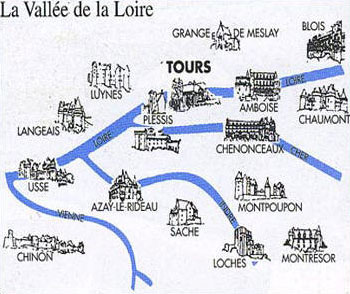 La Vallée de la Loire
GRANGE DE MESLAY
BLOIS
TOURS
LUYNES
LOIRE
PLESSIS
AMBOISE
CHAUMONT
LANGEAIS
LOIRE
CHENONCEAUX
CHER
USSE
AZAY-LE-RIDEAU
INDRE
MONTPOUPON
VIENNE
SACHE
CHINON
LOCHES
MONTRESOR